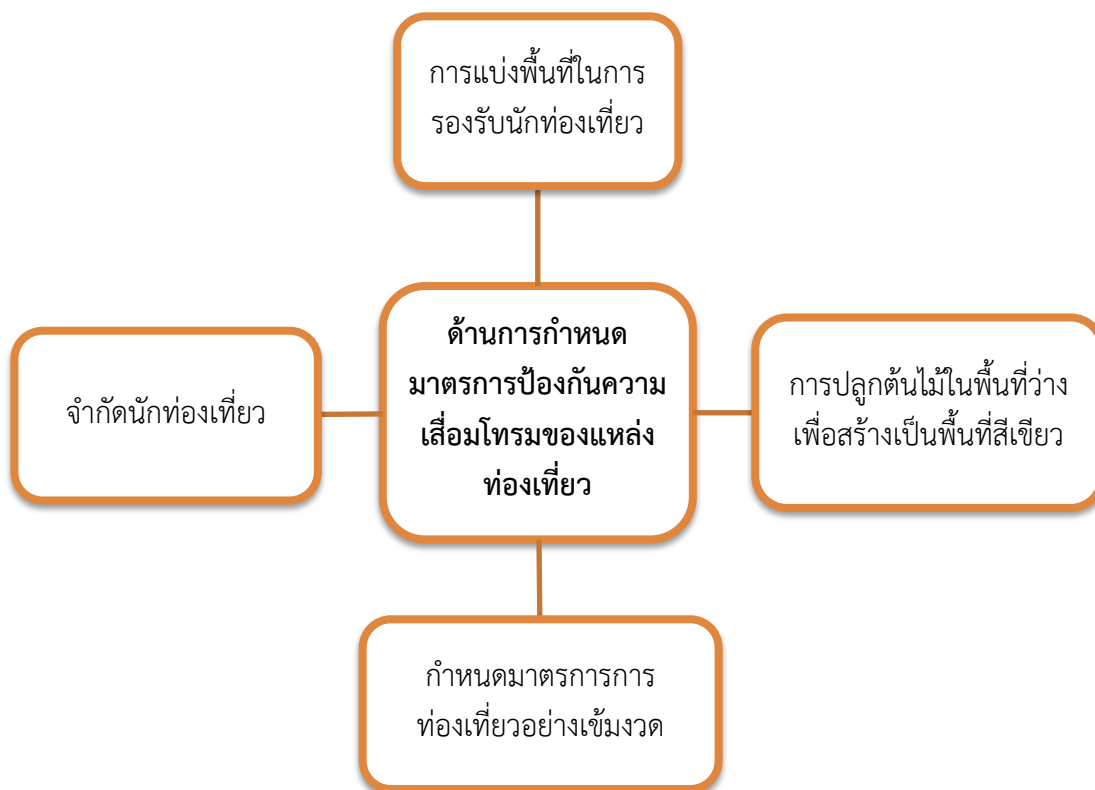 การแบ่งพื้นที่ในการ
รองรับนักท่องเที่ยว
ด้านการกำหนด
มาตรการป้องกันความ
เสื่อมโทรมของแหล่ง
ท่องเที่ยว
จำกัดนักท่องเที่ยว
การปลูกต้นไม้ในพื้นที่ว่าง
เพื่อสร้างเป็นพื้นที่สีเขียว
กำหนดมาตรการการ
ท่องเที่ยวอย่างเข้มงวด